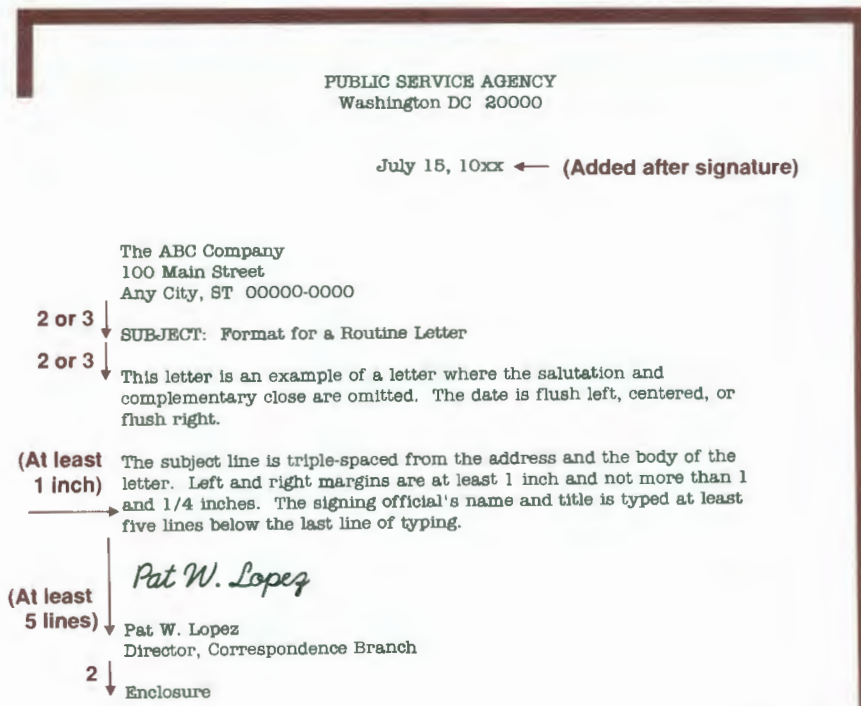 PUBLIC SERVICE AGENCY
Washington DC 20000
July 15, 10xx (Added after signature)
The ABC Company
100 Main Street
Any City, ST 00000-0000
2 or 3
SUBJECT: Format for a Routine Letter
2 or 3
This letter is an example of a letter where the salutation and
complementary close are omitted. The date is flush left, centered, or
flush right.
(At least
1 inch)
The subject line is triple-spaced from the address and the body of the
letter. Left and right margins are at least 1 inch and not more than 1
and 1/4 inches. The signing official's name and title is typed at least
five lines below the last line of typing.
Pat W. Lopez
(At least
5 lines)
Pat W. Lopez
Director, Correspondence Branch
2
Enclosure